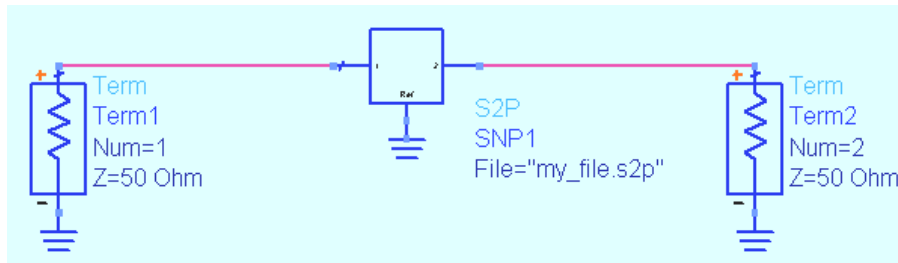 1
2
Ref
+
Term
Term1
Num=1
Z=50 Ohm
-
S2P
SNP1
File="my_file.s2p"
+
Term
Term2
Num=2
Z=50 Ohm
-